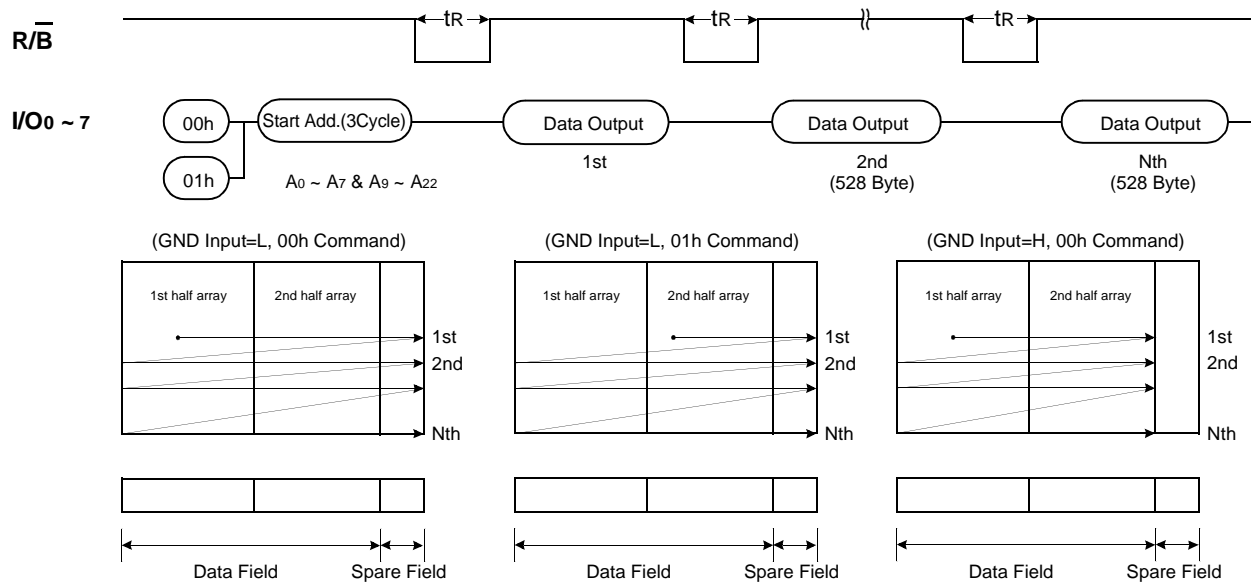 tR tR tR
R/B
I/O0 ~ 7 00h Start Add.(3Cycle) Data Output Data Output Data Output
01h A0 ~ A7 & A9 ~ A22 1st 2nd Nth
(528 Byte) (528 Byte)
(GND Input=L, 00h Command) (GND Input=L, 01h Command) (GND Input=H, 00h Command)
1st half array 2nd half array 1st half array 2nd half array 1st half array 2nd half array
1st 1st 1st
2nd 2nd 2nd
Nth Nth Nth
Data Field Spare Field Data Field Spare Field Data Field Spare Field